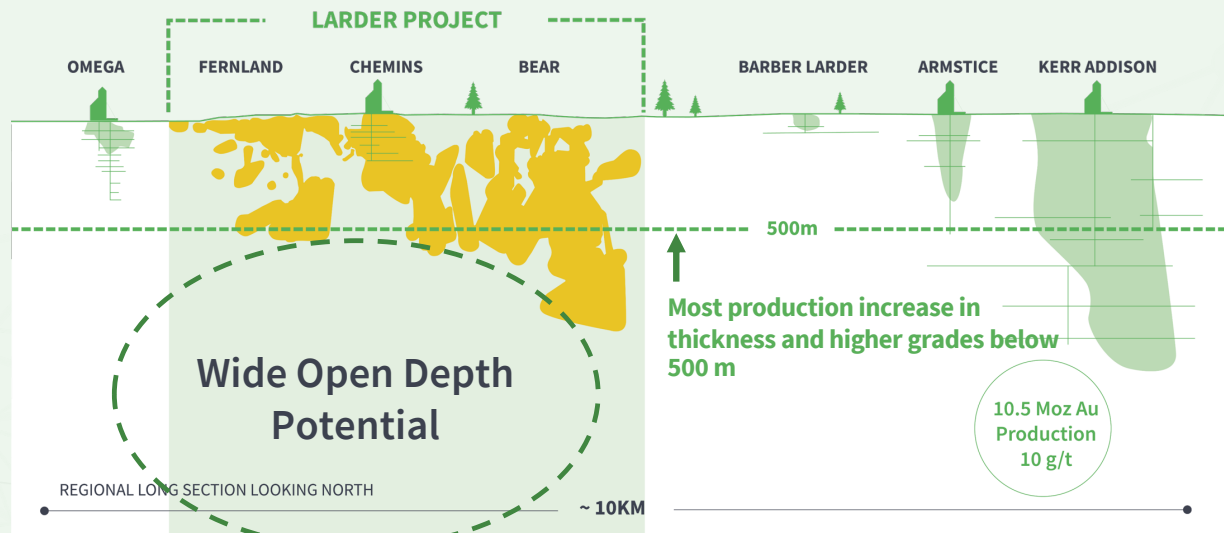 LARDER PROJECT
OMEGA
FERNLAND
CHEMINS
BEAR
BARBER LARDER
ARMSTICE
KERR ADDISON
500m
Most production increase in
thickness and higher grades below
500 m
Wide Open Depth
Potential
10.5 Moz Au
Production
10 g/t
REGIONAL LONG SECTION LOOKING NORTH
~ 10KM